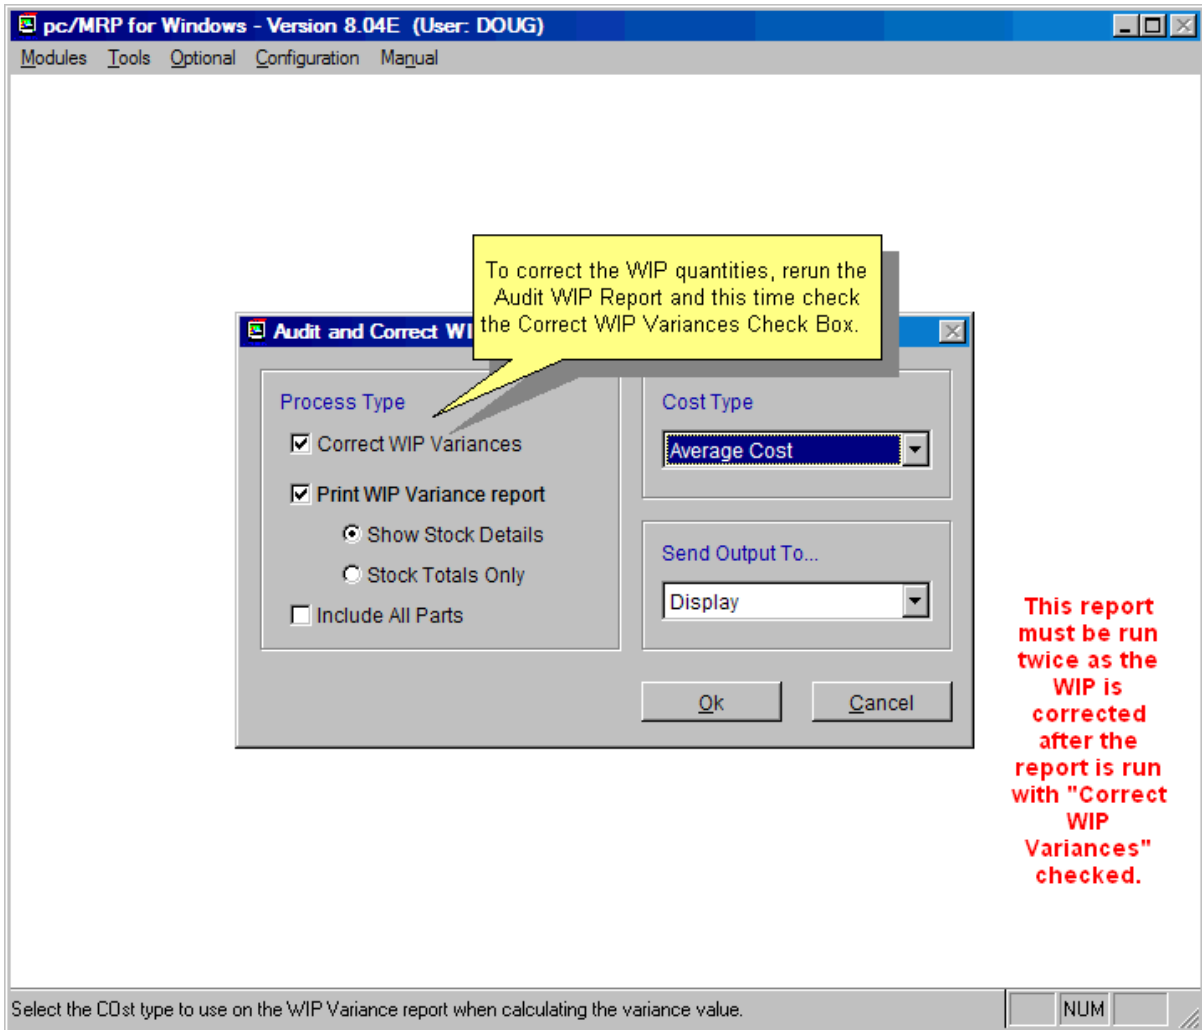 pc/MRP for Windows - Version 8.04E (User: DOUG)
Modules Tools Optional Configuration Manual
To correct the WIP quantities, rerun the
Audit WIP Report and this time check
the Correct WIP Variances Check Box.
Audit and Correct WI
Process Type
Correct WIP Variances
Print WIP Variance report
Show Stock Details
Stock Totals Only
Include All Parts
Cost Type
Average Cost
Send Output To...
Display
Ok
Cancel
This report
must be run
twice as the
WIP is
corrected
after the
report is run
with "Correct
WIP
Variances"
checked.
Select the COst type to use on the WIP Variance report when calculating the variance value.
NUM